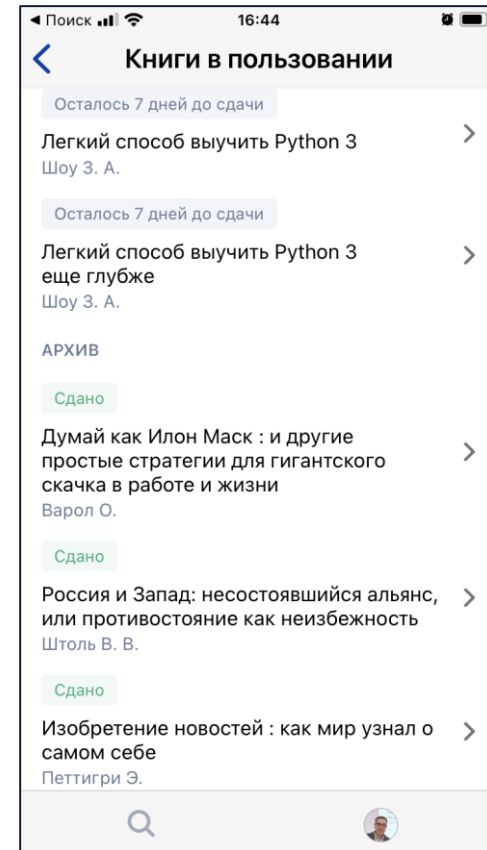 Поиск
16:44
Книги в пользовании
Осталось 7 дней до сдачи
Легкий способ выучить Python 3
Шоу З. А.
Осталось 7 дней до сдачи
Легкий способ выучить Python 3
еще глубже
Шоу З. А.
АРХИВ
Сдано
Думай как Илон Маск : и другие
простые стратегии для гигантского
скачка в работе и жизни
Варол О.
Сдано
Россия и Запад: несостоявшийся альянс,
или противостояние как неизбежность
Штоль В. В.
Сдано
Изобретение новостей : как мир узнал о
самом себе
Петтигри Э.